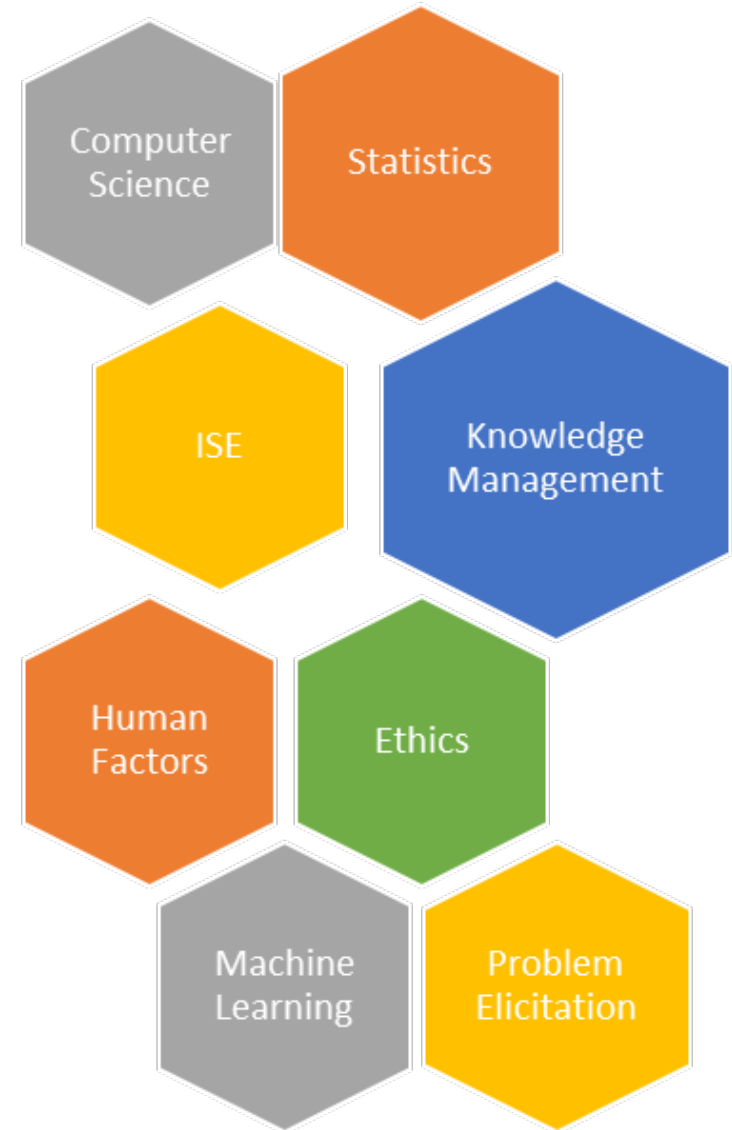 Computer
Science
Statistics
ISE
Knowledge
Management
Human
Factors
Ethics
Machine
Learning
Problem
Elicitation